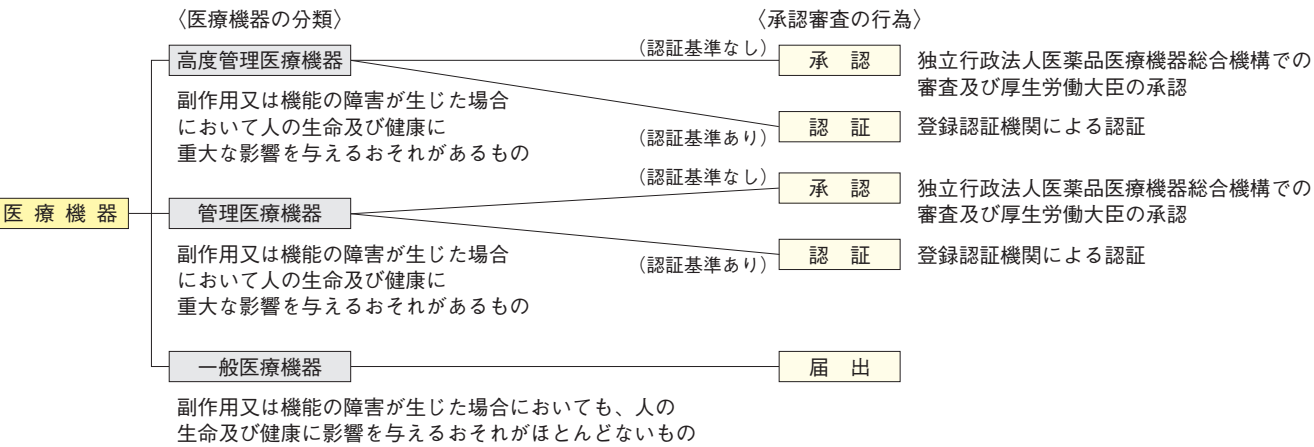 〈医療機器の分類〉
〈承認審査の行為〉
医療機器
高度管理医療機器
副作用又は機能の障害が生じた場合
において人の生命及び健康に
重大な影響を与えるおそれがあるもの
(認証基準なし)
承認
独立行政法人医薬品医療機器総合機構での
審査及び厚生労働大臣の承認
(認証基準あり)
認証
登録認証機関による認証
管理医療機器
副作用又は機能の障害が生じた場合
において人の生命及び健康に
重大な影響を与えるおそれがあるもの
(認証基準なし)
承認
独立行政法人医薬品医療機器総合機構での
審査及び厚生労働大臣の承認
(認証基準あり)
認証
登録認証機関による認証
一般医療機器
届出
副作用又は機能の障害が生じた場合においても、人の
生命及び健康に影響を与えるおそれがほとんどないもの